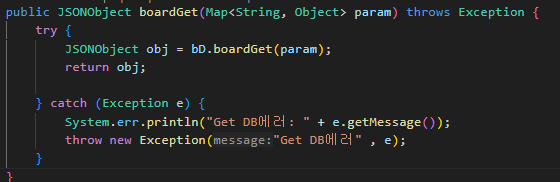 public JSONObject boardGet(Map<String, Object> param) throws Exception {
    try {
        JSONObject obj = bD.boardGet(param);
        return obj;

    } catch (Exception e) {
        System.err.println("Get DB에러: " + e.getMessage());
        throw new Exception(message:"Get DB에러" , e);
    }
}